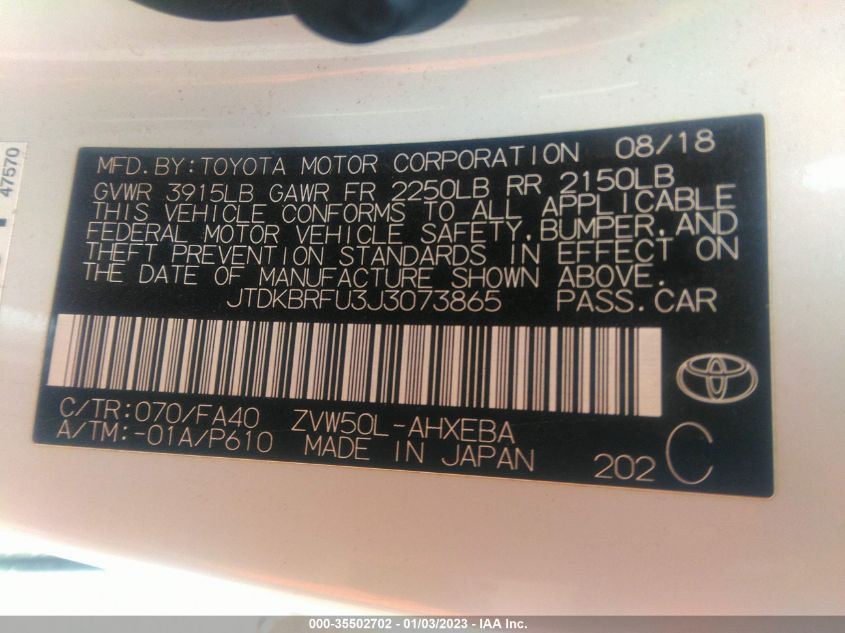 47570
MFD.BY:TOYOTA MOTOR CORPORATION 08/18
GVWR 3915LB GAWR FR 2250LB RR 2150LB
THIS VEHICLE CONFORMS TO ALL APPLICABLE
FEDERAL MOTOR VEHICLE SAFETY,BUMPER,AND
THEFT PREVENTION STANDARDS IN EFFECT ON
THE DATE OF MANUFACTURE SHOWN ABOVE.
JTDKBRFU3J3073865 PASS.CAR
C/TR:070/FA40 ZVW50L-AHXEBA
A/TM:-01A/P610 MADE IN JAPAN
202 C
000-35502702 - 01/03/2023 - IAA Inc.